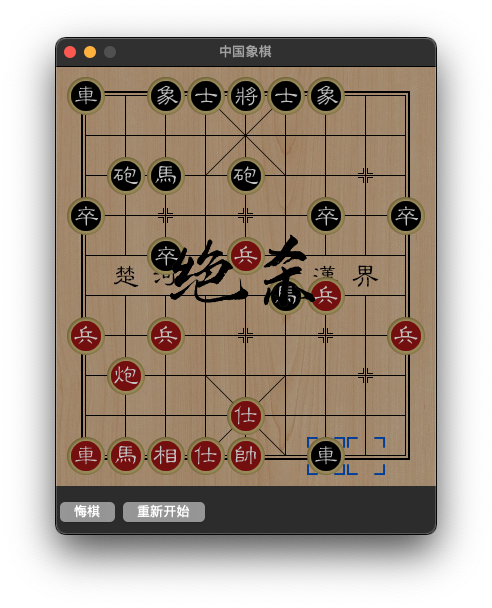 中国象棋
車 象 士 將 士 象
砲 馬 砲
卒 卒 卒
卒 兵
楚 河 漢 界
绝杀
馬 兵
兵 兵 兵
炮
仕
車 馬 相 仕 帥 車
悔棋 重新开始